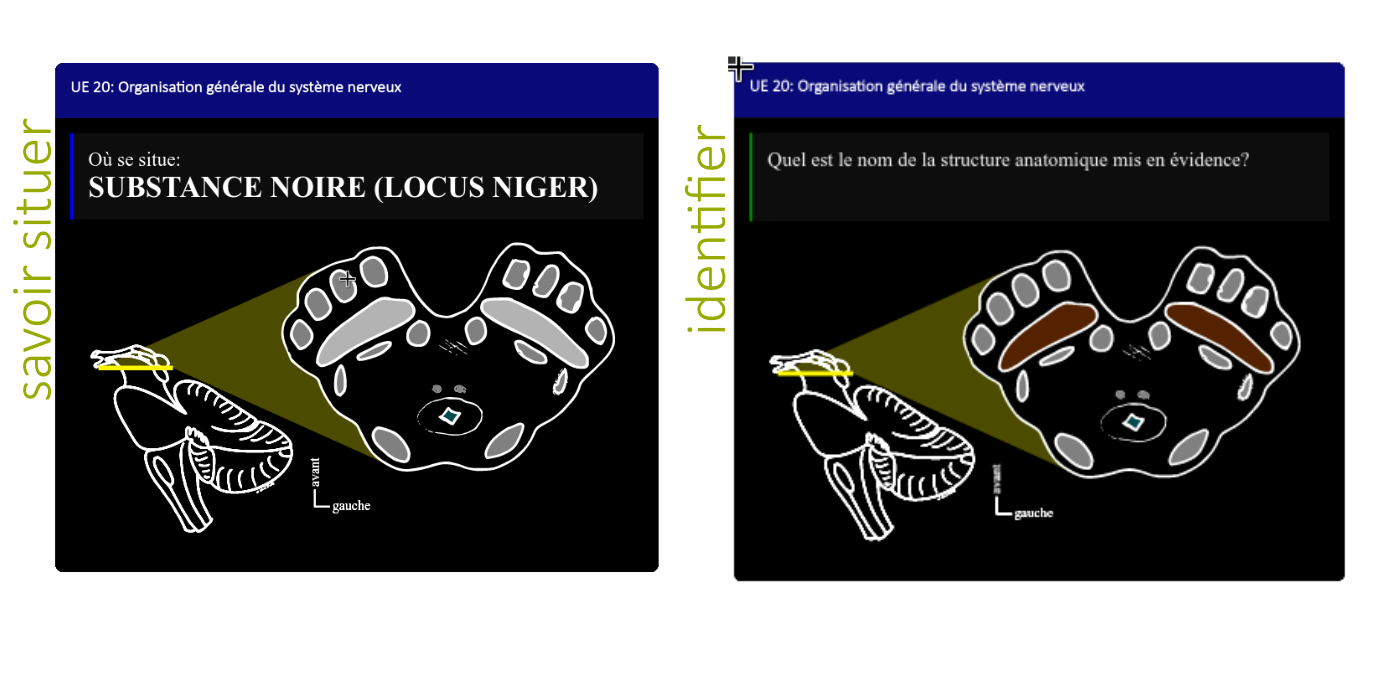 savoir situer
UE 20: Organisation générale du système nerveux
Où se situe:
SUBSTANCE NOIRE (LOCUS NIGER)
avant
gauche
identifier
UE 20: Organisation générale du système nerveux
Quel est le nom de la structure anatomique mis en évidence?
avant
gauche